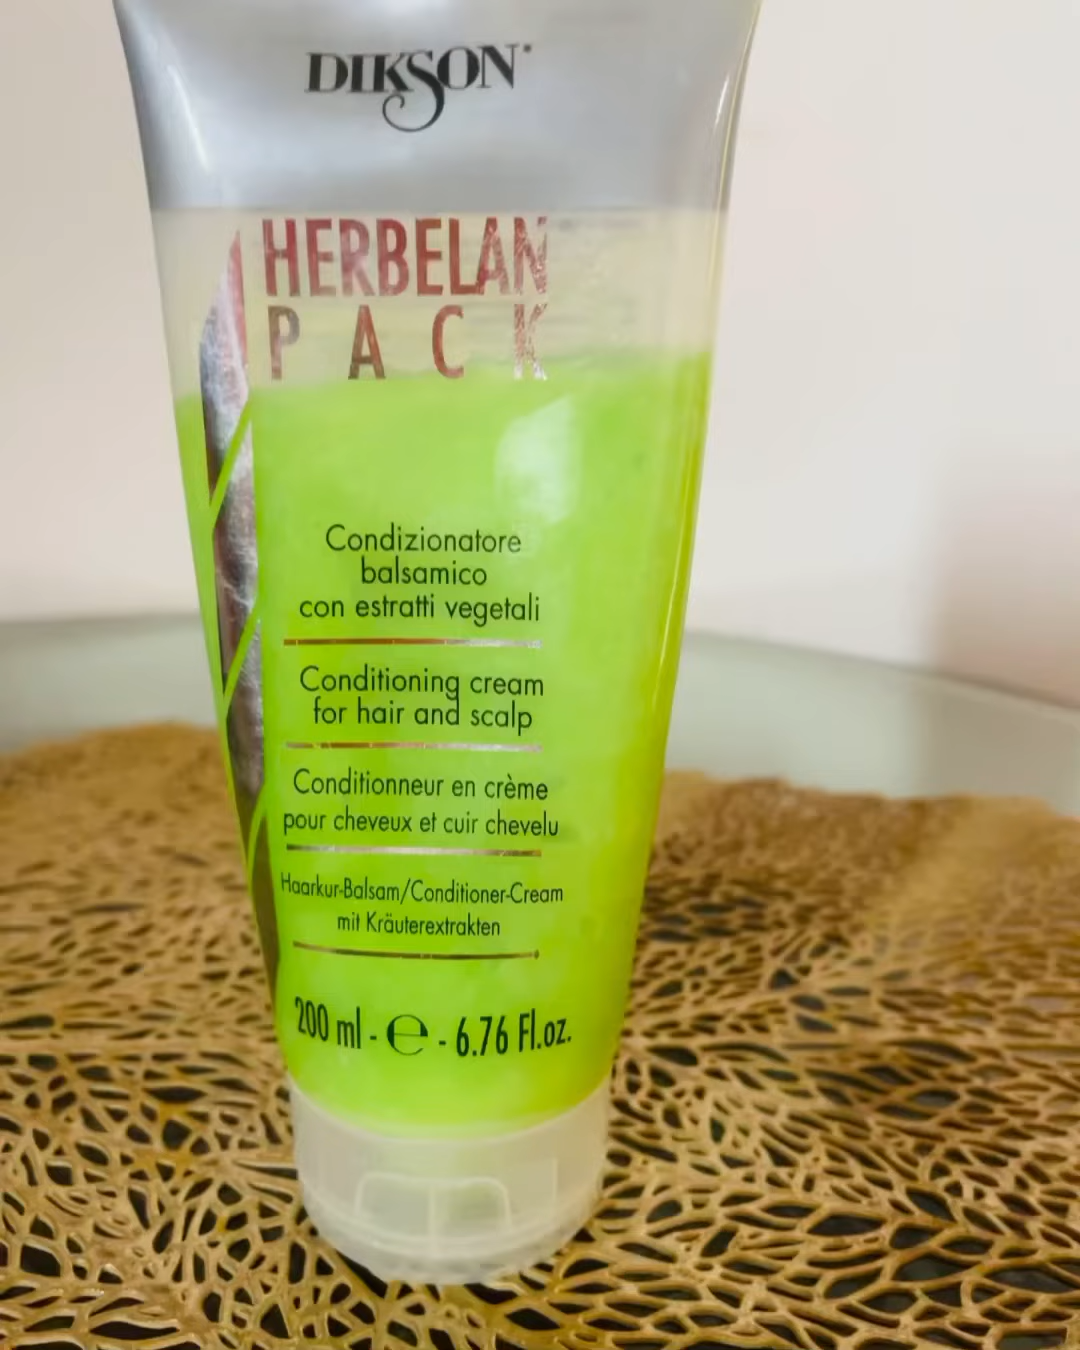 DIKSON
HERBELAN
PACK
Condizionatore
balsamico
con estratti vegetali
Conditioning cream
for hair and scalp
Conditionneur en crème
pour cheveux et cuir chevelu
Haarkur-Balsam/Conditioner-Cream
mit Kräuterextrakten
200 ml - ℮ - 6.76 Fl.oz.